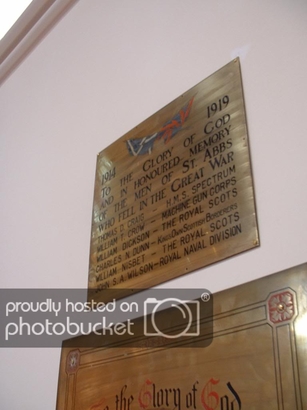 1914 1919
TO THE GLORY OF GOD
AND IN HONOURED MEMORY
OF THE MEN OF ST ABBS
WHO FELL IN THE GREAT WAR
THOMAS D. CRAIG - H.M.S. SPECTRUM
WILLIAM T. CROW - MACHINE GUN CORPS
WILLIAM DICKSON - THE ROYAL SCOTS
CHARLES N. DUNN - KINGS OWN SCOTTISH BORDERERS
WILLIAM NISBET - THE ROYAL SCOTS
JOHN S. A. WILSON - ROYAL NAVAL DIVISION
proudly hosted on
photobucket
To the Glory of God